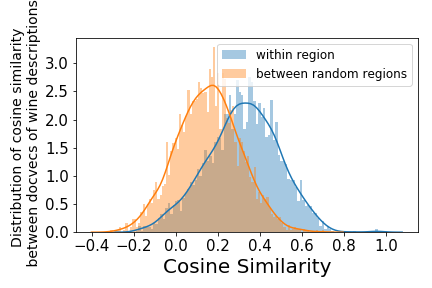 Distribution of cosine similarity
between docvecs of wine descriptions
within region
between random regions
3.0
2.5
2.0
1.5
1.0
0.5
0.0
−0.4 −0.2 0.0 0.2 0.4 0.6 0.8 1.0
Cosine Similarity